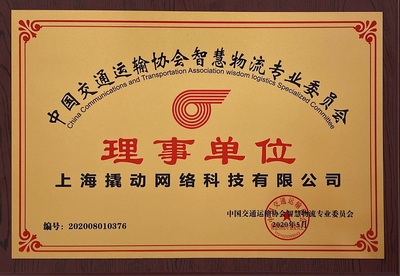 中国交通运输协会智慧物流专业委员会
China Communications and Transportation Association wisdom logistics Specialized Committee
理事单位
上海撬动网络科技有限公司
编号：202008010376
中国交通运输协会智慧物流专业委员会
2020年8月